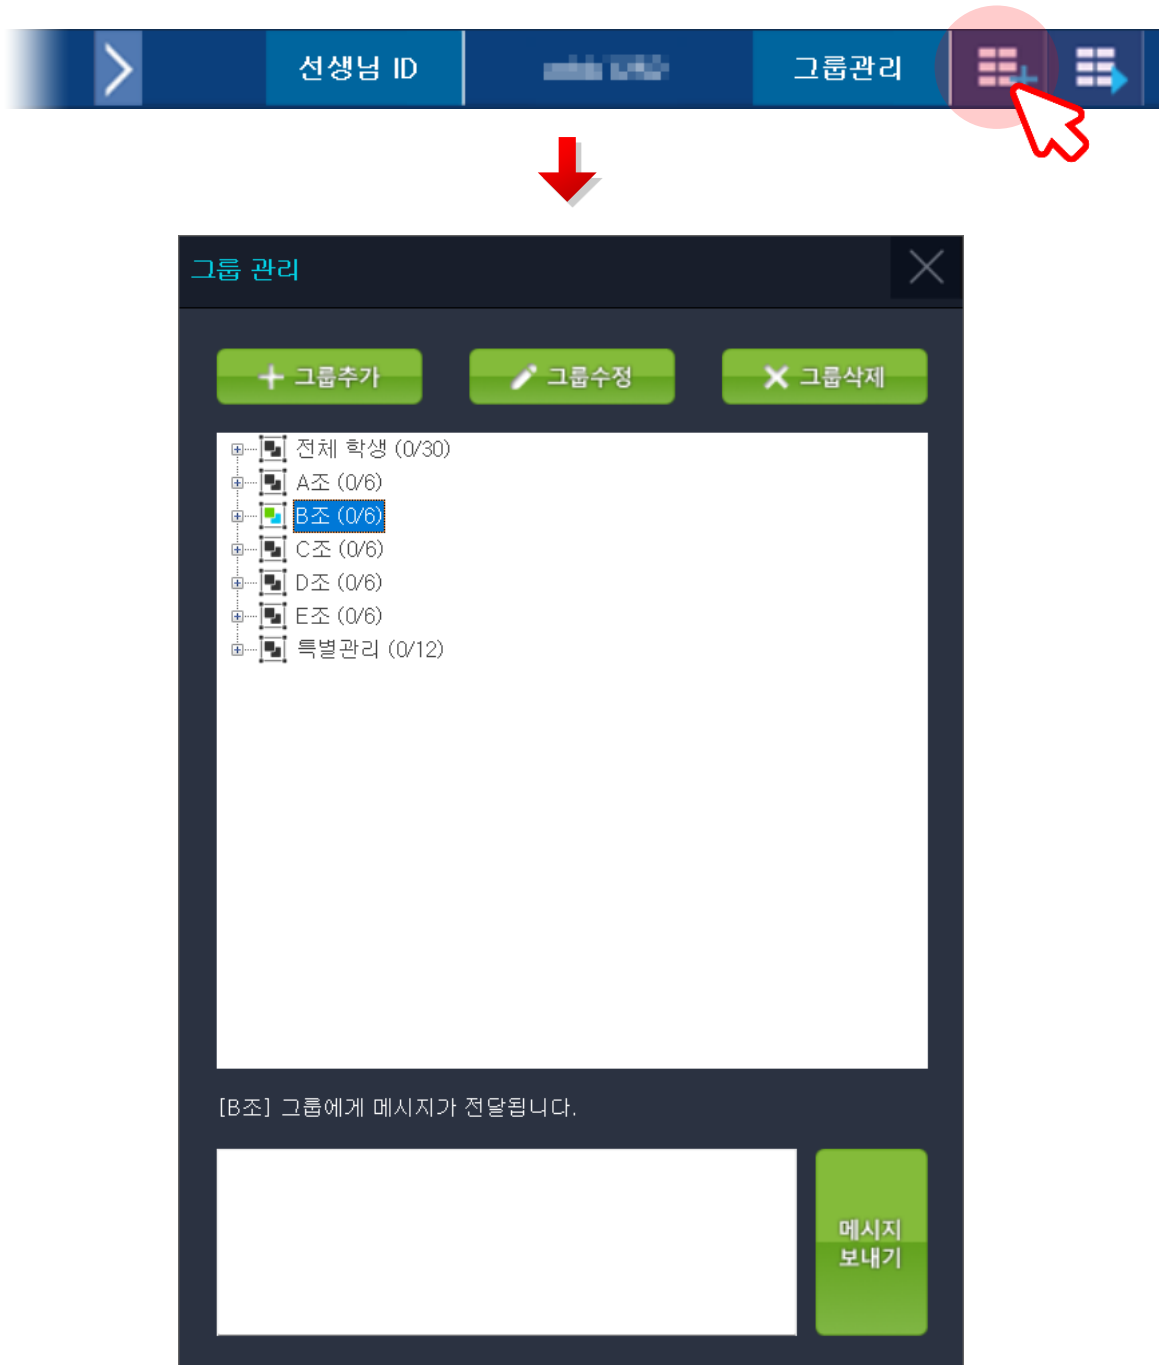 선생님 ID 그룹관리
그룹 관리
그룹추가 그룹수정 그룹삭제
전체 학생 (0/30)
A조 (0/6)
B조 (0/6)
C조 (0/6)
D조 (0/6)
E조 (0/6)
특별관리 (0/12)
[B조] 그룹에게 메시지가 전달됩니다.
메시지
보내기